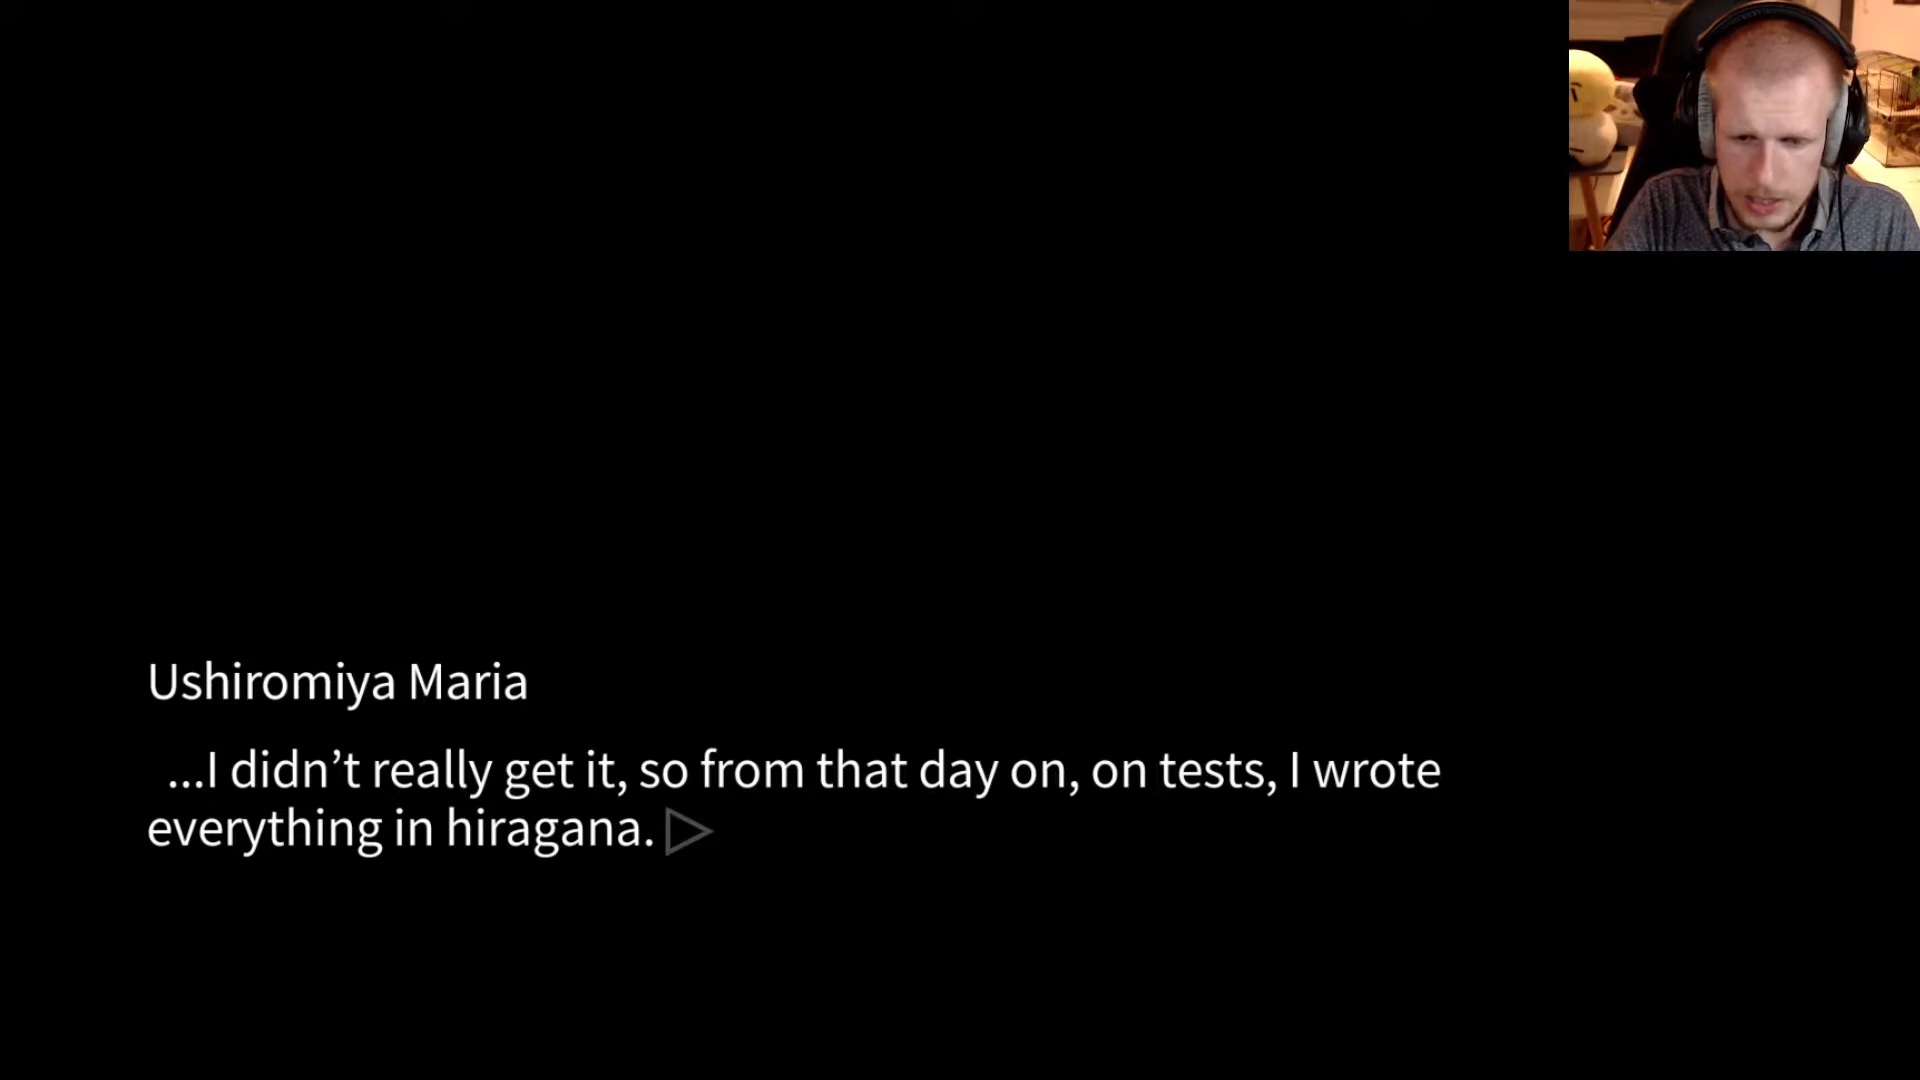 Ushiromiya Maria
...I didn’t really get it, so from that day on, on tests, I wrote
everything in hiragana.